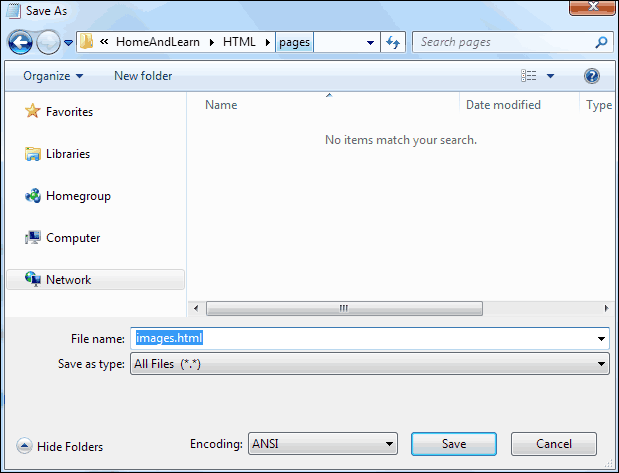 Save As
« HomeAndLearn HTML pages Search pages
Organize New folder
Name Date modified Type
Favorites
No items match your search.
Libraries
Homegroup
Computer
Network
File name: images.html
Save as type: All Files (*.*)
Hide Folders Encoding: ANSI Save Cancel